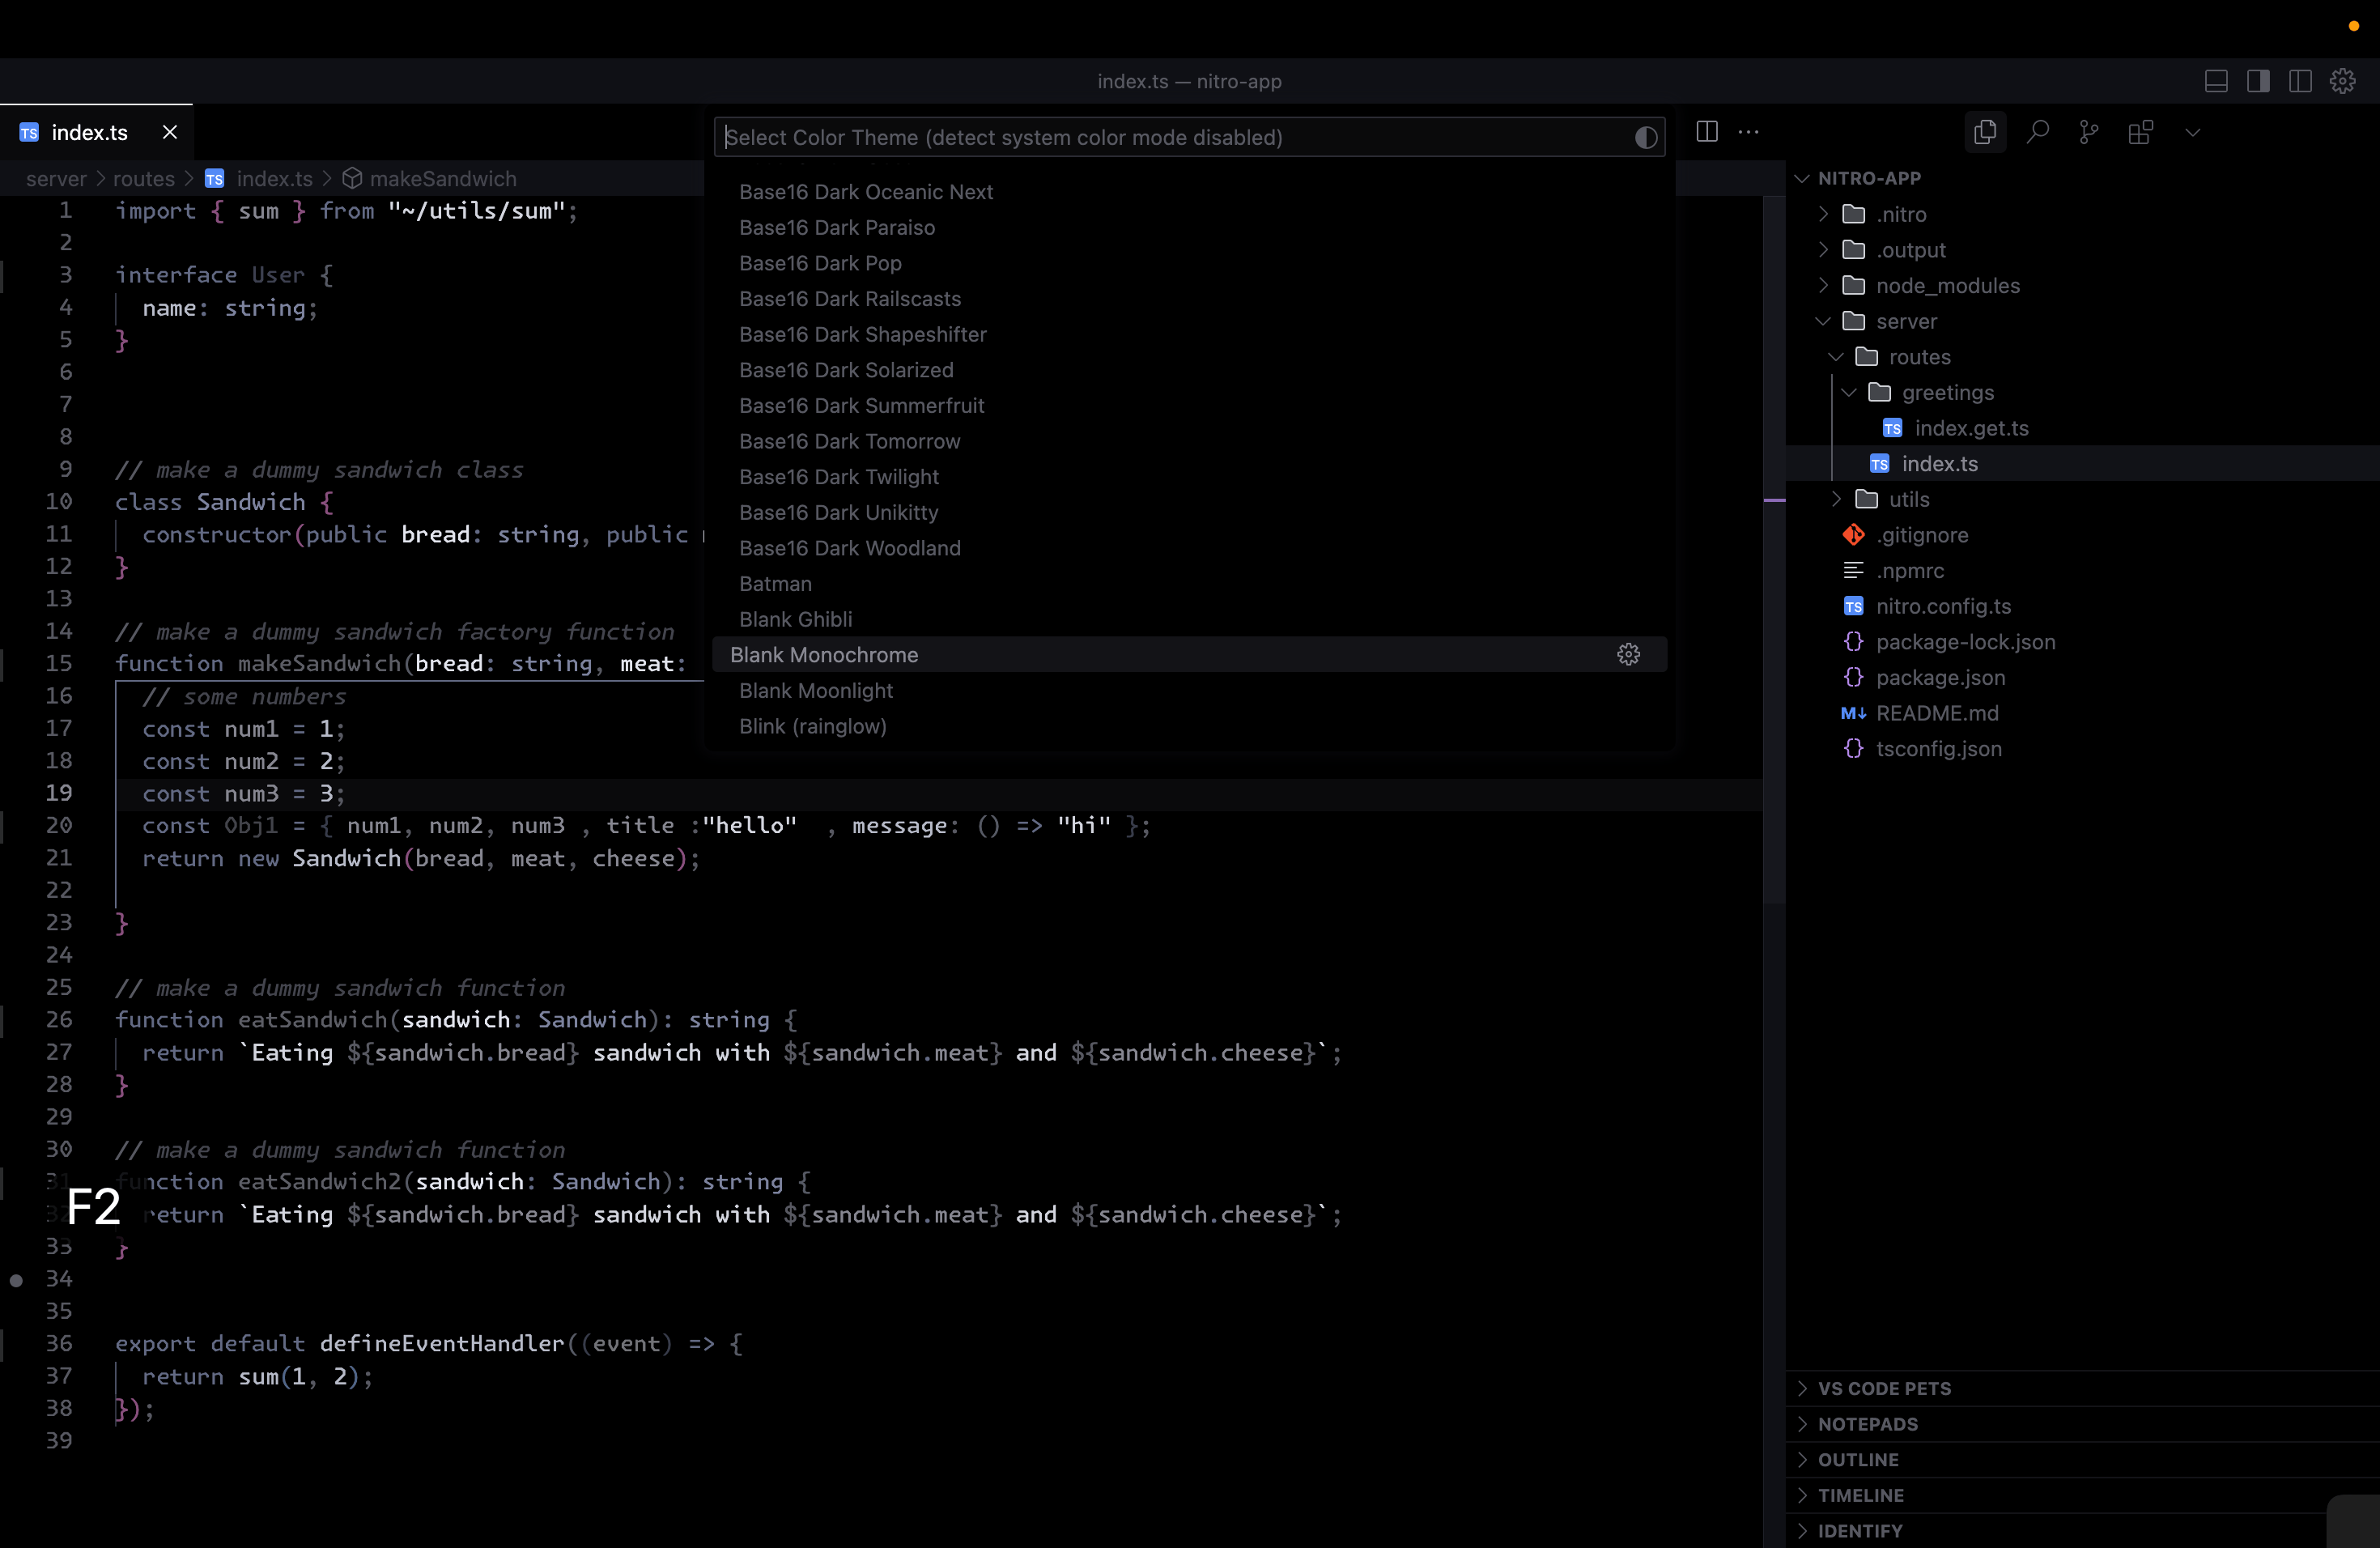 index.ts — nitro-app
index.ts
Select Color Theme (detect system color mode disabled)
server > routes > TS index.ts > makeSandwich
1 import { sum } from "~/utils/sum";
2
3 interface User {
4 name: string;
5 }
6
7
8
9 // make a dummy sandwich class
10 class Sandwich {
11 constructor(public bread: string, public
12 }
13
14 // make a dummy sandwich factory function
15 function makeSandwich(bread: string, meat:
16 // some numbers
17 const num1 = 1;
18 const num2 = 2;
19 const num3 = 3;
20 const Obj1 = { num1, num2, num3 , title :"hello"  , message: () => "hi" };
21 return new Sandwich(bread, meat, cheese);
22
23 }
24
25 // make a dummy sandwich function
26 function eatSandwich(sandwich: Sandwich): string {
27 return `Eating ${sandwich.bread} sandwich with ${sandwich.meat} and ${sandwich.cheese}`;
28 }
29
30 // make a dummy sandwich function
31 function eatSandwich2(sandwich: Sandwich): string {
F2
return `Eating ${sandwich.bread} sandwich with ${sandwich.meat} and ${sandwich.cheese}`;
33 }
34
35
36 export default defineEventHandler((event) => {
37 return sum(1, 2);
38 });
39
Base16 Dark Oceanic Next
Base16 Dark Paraiso
Base16 Dark Pop
Base16 Dark Railscasts
Base16 Dark Shapeshifter
Base16 Dark Solarized
Base16 Dark Summerfruit
Base16 Dark Tomorrow
Base16 Dark Twilight
Base16 Dark Unikitty
Base16 Dark Woodland
Batman
Blank Ghibli
Blank Monochrome
Blank Moonlight
Blink (rainglow)
NITRO-APP
.nitro
.output
node_modules
server
routes
greetings
TS index.get.ts
TS index.ts
utils
.gitignore
.npmrc
TS nitro.config.ts
{} package-lock.json
{} package.json
M↓ README.md
{} tsconfig.json
VS CODE PETS
NOTEPADS
OUTLINE
TIMELINE
IDENTIFY